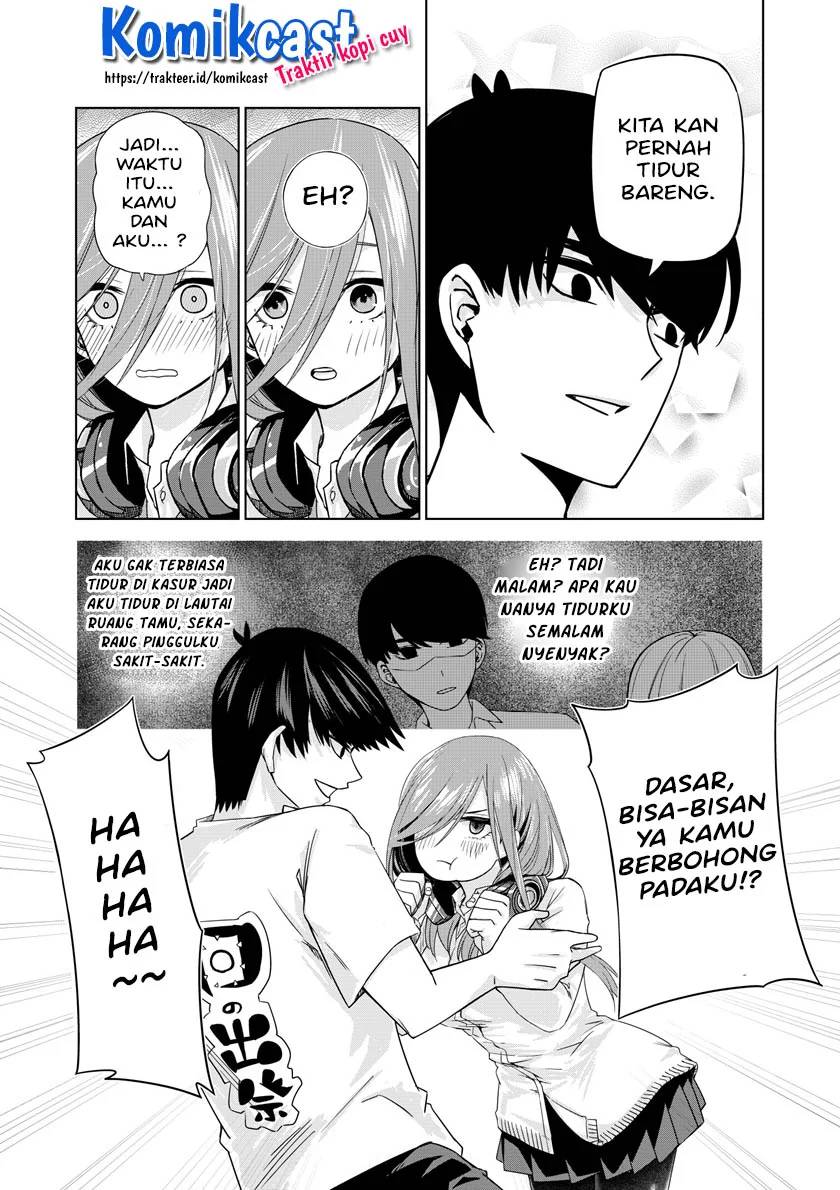 Komikcast
Traktir kopi cuy
https://trakteer.id/komikcast
JADI...
WAKTU
ITU...
KAMU
DAN
AKU... ?
EH?
KITA KAN
PERNAH
TIDUR
BARENG.
AKU GAK TERBIASA
TIDUR DI KASUR JADI
AKU TIDUR DI LANTAI
RUANG TAMU, SEKA-
RANG PINGGULKU
SAKIT-SAKIT.
EH? TADI
MALAM? APA KAU
NANYA TIDURKU
SEMALAM
NYENYAK?
HA
HA
HA
HA
~~
DASAR,
BISA-BISAN
YA KAMU
BERBOHONG
PADAKU!?
の
出